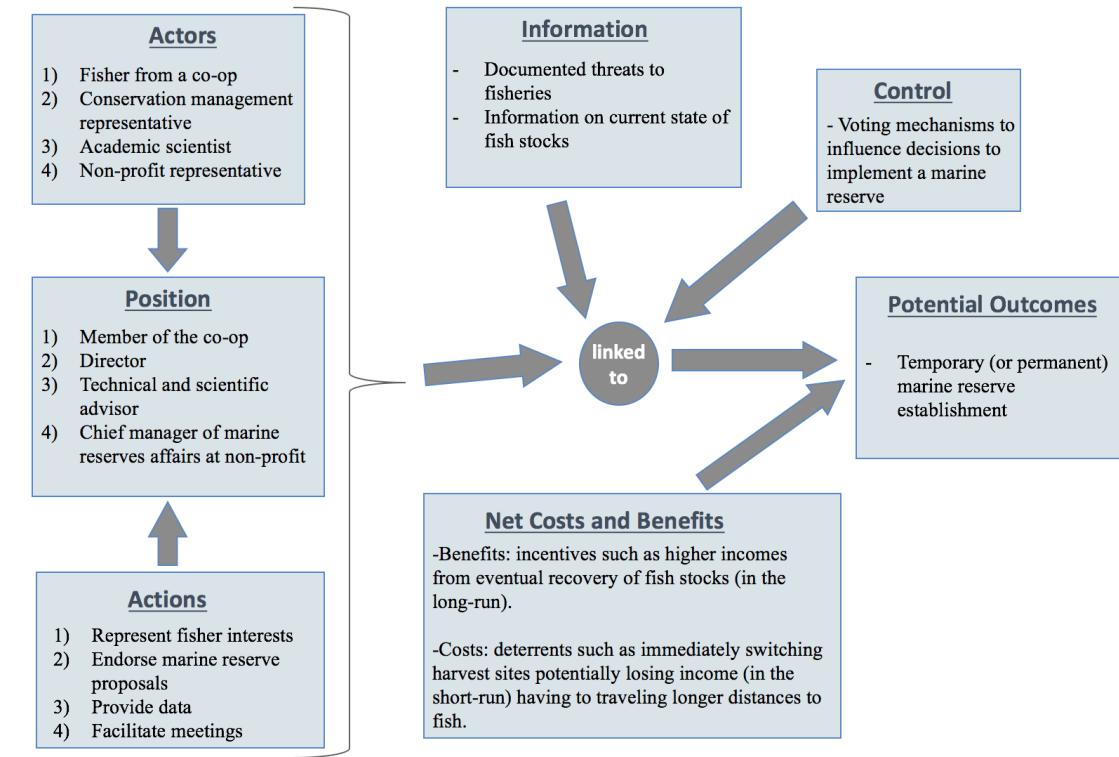 Actors
1) Fisher from a co-op
2) Conservation management
representative
3) Academic scientist
4) Non-profit representative
Position
1) Member of the co-op
2) Director
3) Technical and scientific
advisor
4) Chief manager of marine
reserves affairs at non-profit
Actions
1) Represent fisher interests
2) Endorse marine reserve
proposals
3) Provide data
4) Facilitate meetings
Information
- Documented threats to
fisheries
- Information on current state of
fish stocks
Control
- Voting mechanisms to
influence decisions to
implement a marine
reserve
linked
to
Potential Outcomes
- Temporary (or permanent)
marine reserve
establishment
Net Costs and Benefits
-Benefits: incentives such as higher incomes
from eventual recovery of fish stocks (in the
long-run).
-Costs: deterrents such as immediately switching
harvest sites potentially losing income (in the
short-run) having to traveling longer distances to
fish.